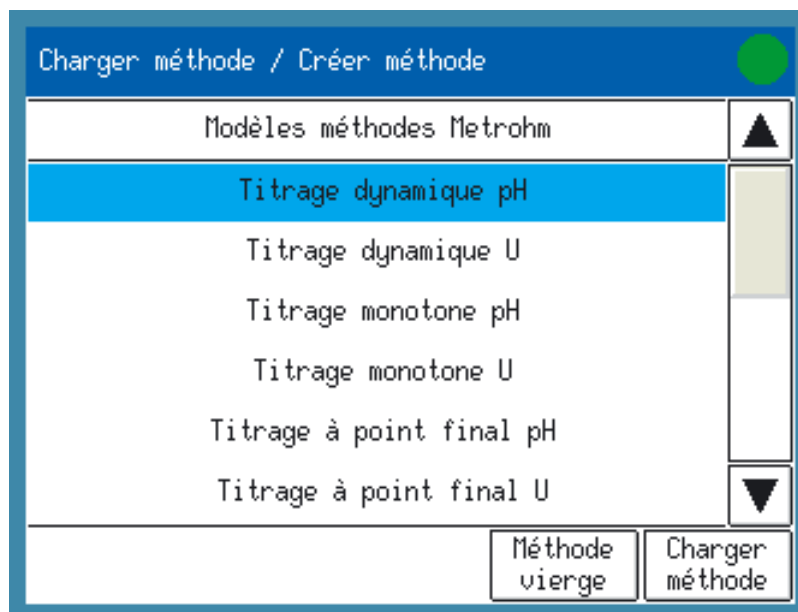 Charger méthode / Créer méthode
Modèles méthodes Metrohm
Titrage dynamique pH
Titrage dynamique U
Titrage monotone pH
Titrage monotone U
Titrage à point final pH
Titrage à point final U
Méthode
vierge
Charger
méthode